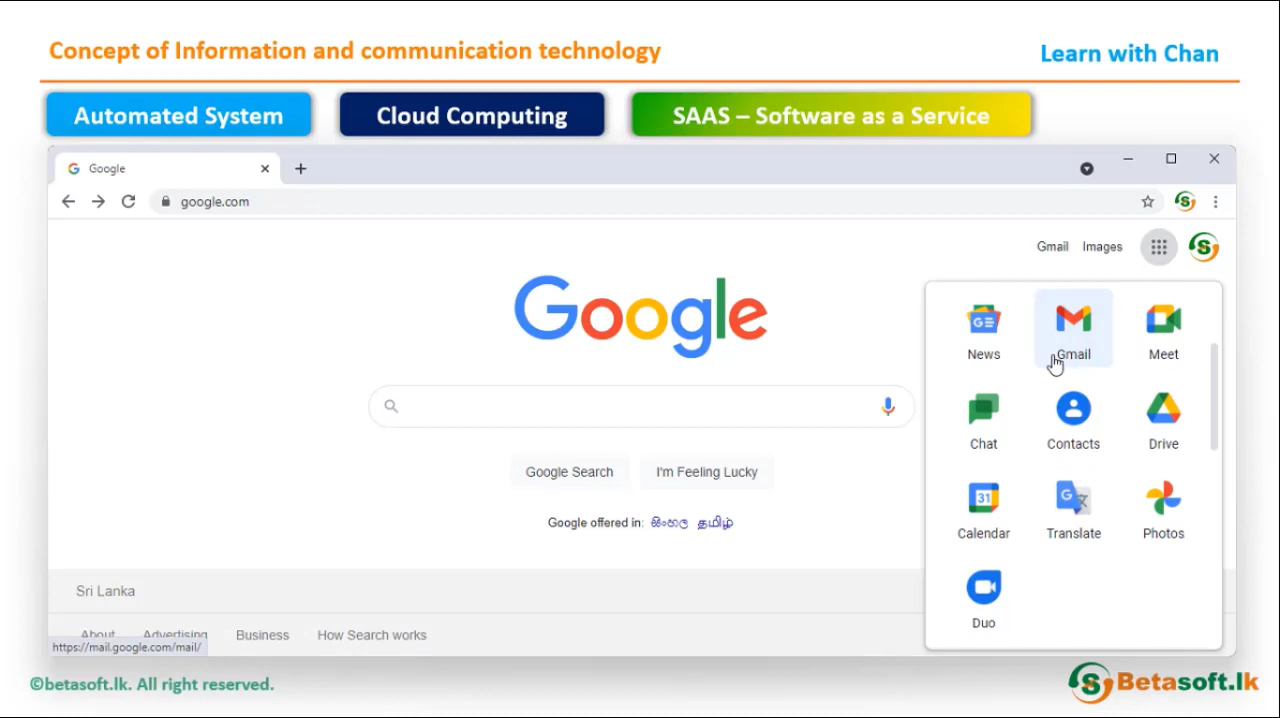 Concept of Information and communication technology
Learn with Chan
Automated System
Cloud Computing
SAAS – Software as a Service
Google
google.com
Gmail Images
Google
News Gmail Meet
Chat Contacts Drive
Calendar 31 Translate Photos
Duo
Google Search I'm Feeling Lucky
Google offered in: සිංහල தமிழ்
Sri Lanka
About Advertising Business How Search works
https://mail.google.com/mail/
©betasoft.lk. All right reserved.
Betasoft.lk